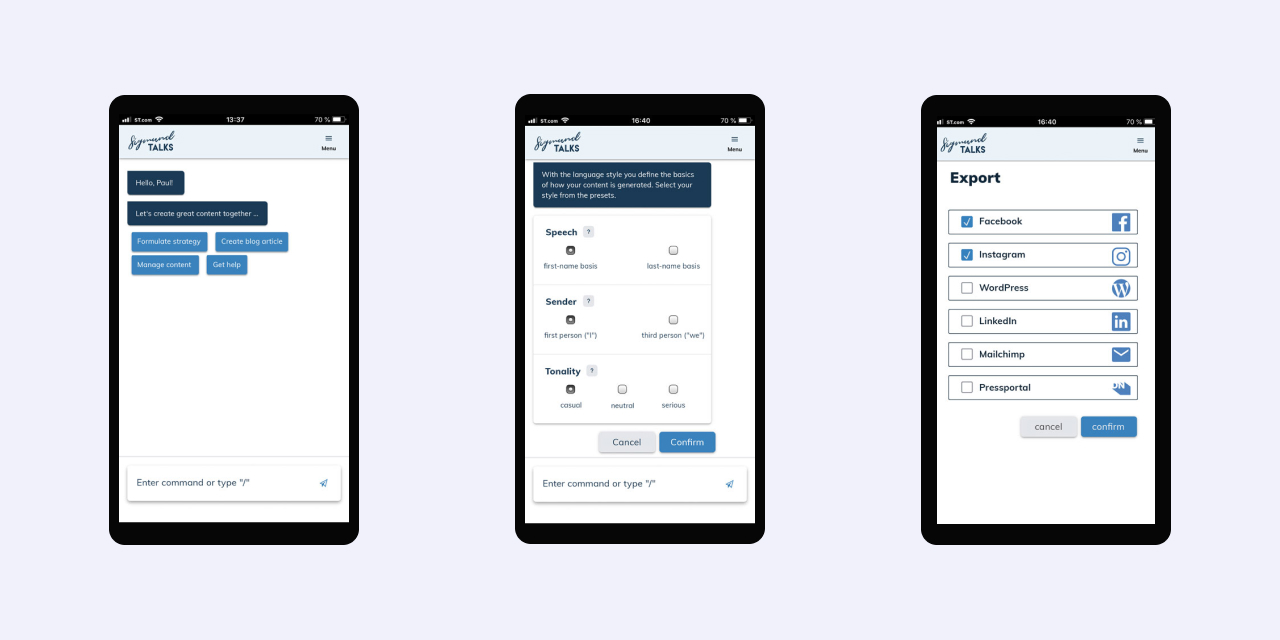 ST.com 13:37 70 %
Sigmund
TALKS
Menu
Hello, Paul!
Let's create great content together ...
Formulate strategy Create blog article
Manage content Get help
Enter command or type "/"
ST.com 16:40 70 %
Sigmund
TALKS
Menu
With the language style you define the basics
of how your content is generated. Select your
style from the presets.
Speech ?
first-name basis last-name basis
Sender ?
first person ("I") third person ("we")
Tonality ?
casual neutral serious
Cancel Confirm
Enter command or type "/"
ST.com 16:40 70 %
Sigmund
TALKS
Menu
Export
Facebook
Instagram
WordPress
LinkedIn in
Mailchimp
Pressportal
cancel confirm